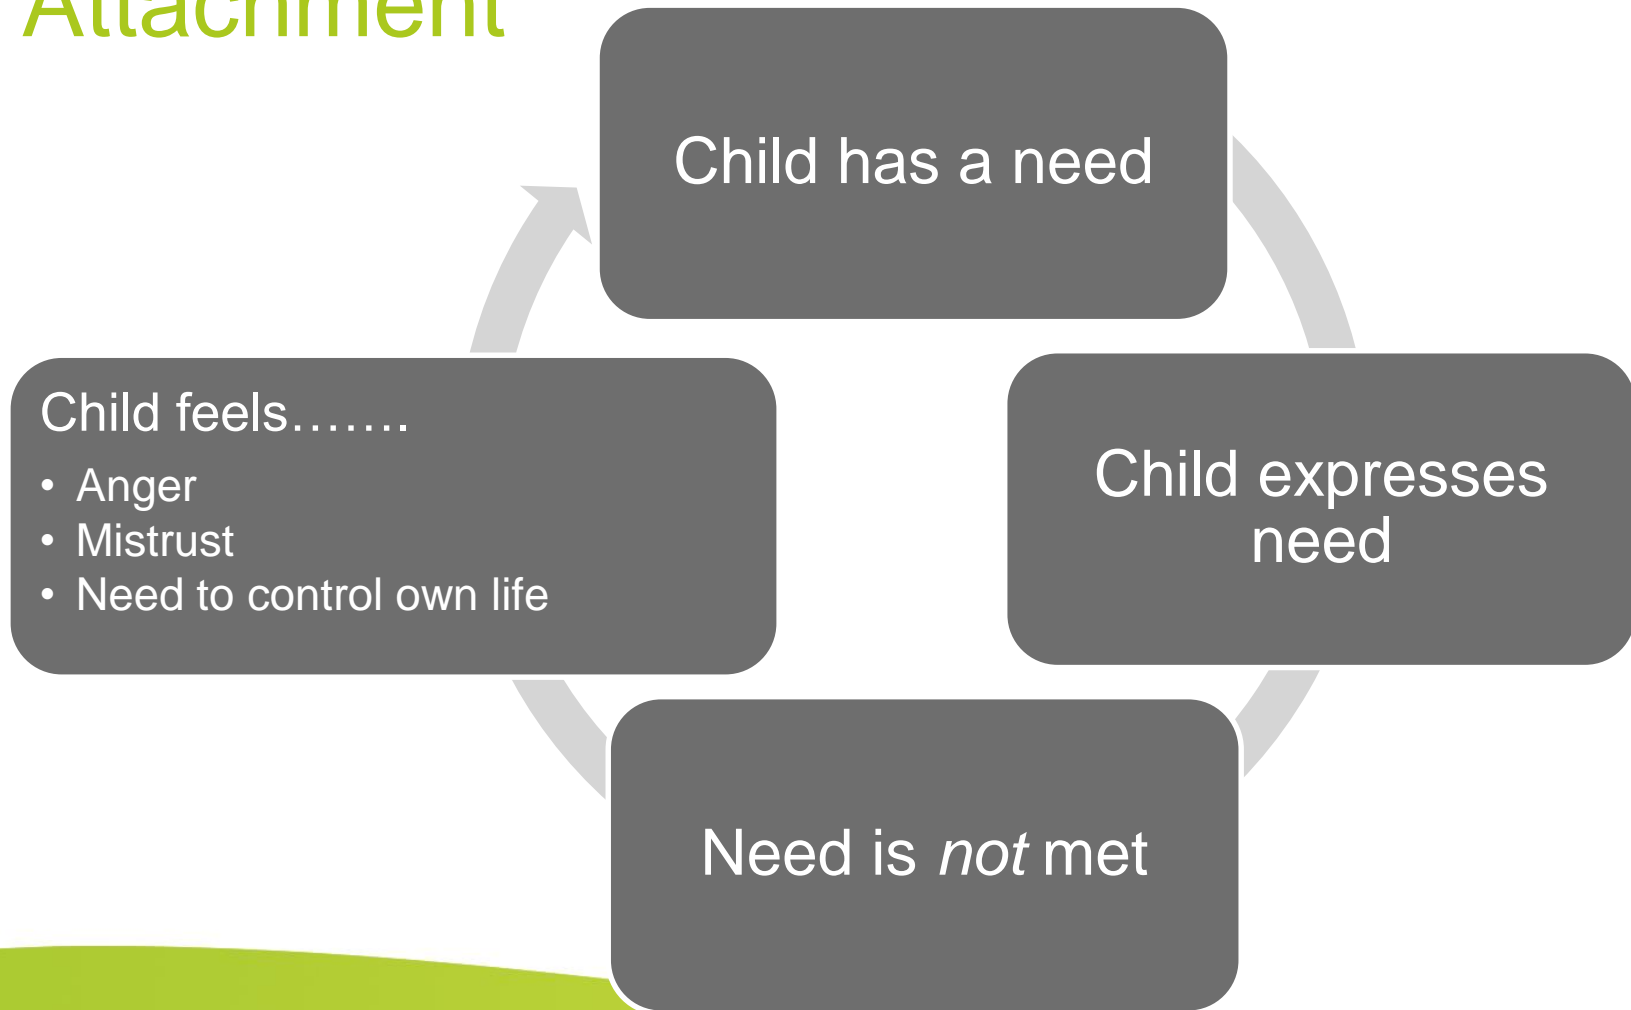 Attachment
Child has a need
Child expresses
need
Need is not met
Child feels.......
• Anger
• Mistrust
• Need to control own life